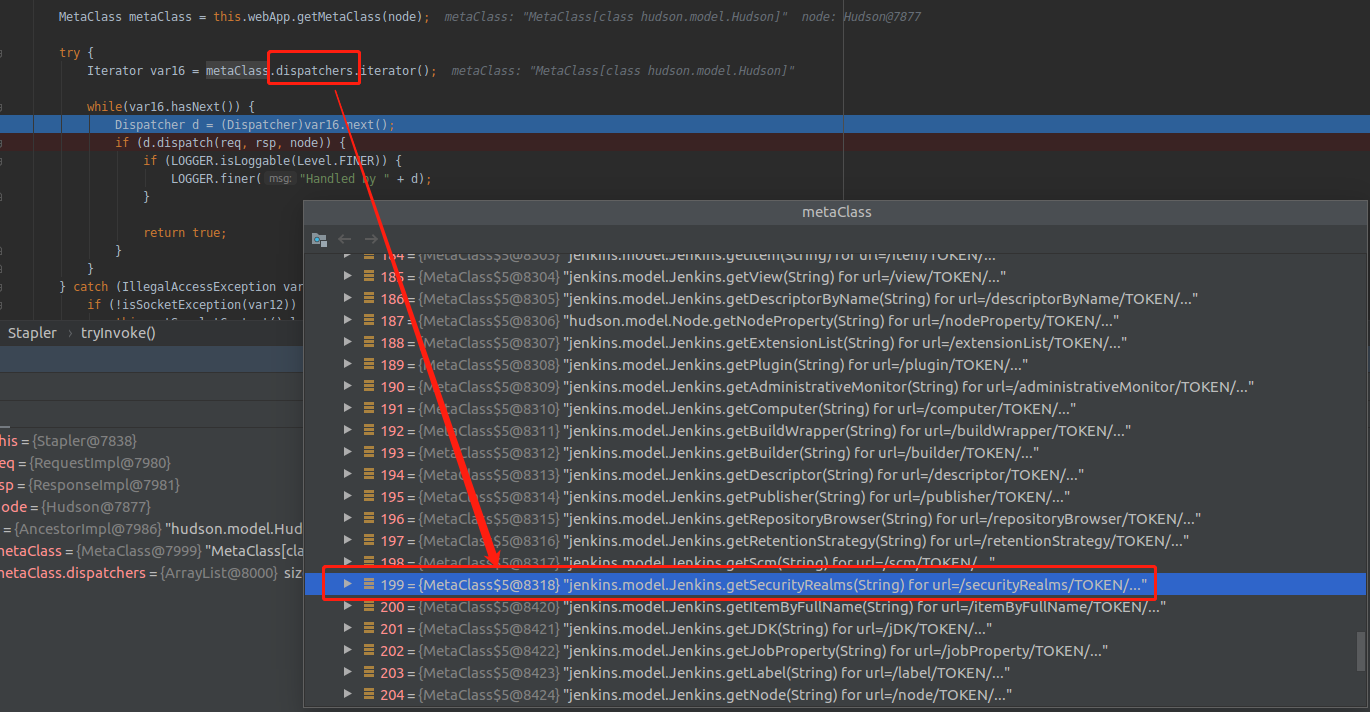 MetaClass metaClass = this.webApp.getMetaClass(node);  metaClass: "MetaClass[class hudson.model.Hudson]"  node: Hudson@7877
try {
Iterator var16 = metaClass.dispatchers.iterator();  metaClass: "MetaClass[class hudson.model.Hudson]"
while(var16.hasNext()) {
Dispatcher d = (Dispatcher)var16.next();
if (d.dispatch(req, rsp, node)) {
if (LOGGER.isLoggable(Level.FINER)) {
LOGGER.finer( msg: "Handled by " + d);
}
return true;
}
}
} catch (IllegalAccessException var
if (!isSocketException(var12))
Stapler › tryInvoke()
his = {Stapler@7838}
eq = {RequestImpl@7980}
sp = {ResponseImpl@7981}
ode = {Hudson@7877}
= {AncestorImpl@7986} "hudson.model.Hud
metaClass = {MetaClass@7999} "MetaClass[cla
metaClass.dispatchers = {ArrayList@8000} siz
metaClass
184 = {MetaClass$5@8303} "jenkins.model.Jenkins.getItem(String) for url=/item/TOKEN/..."
185 = {MetaClass$5@8304} "jenkins.model.Jenkins.getView(String) for url=/view/TOKEN/..."
186 = {MetaClass$5@8305} "jenkins.model.Jenkins.getDescriptorByName(String) for url=/descriptorByName/TOKEN/..."
187 = {MetaClass$5@8306} "hudson.model.Node.getNodeProperty(String) for url=/nodeProperty/TOKEN/..."
188 = {MetaClass$5@8307} "jenkins.model.Jenkins.getExtensionList(String) for url=/extensionList/TOKEN/..."
189 = {MetaClass$5@8308} "jenkins.model.Jenkins.getPlugin(String) for url=/plugin/TOKEN/..."
190 = {MetaClass$5@8309} "jenkins.model.Jenkins.getAdministrativeMonitor(String) for url=/administrativeMonitor/TOKEN/..."
191 = {MetaClass$5@8310} "jenkins.model.Jenkins.getComputer(String) for url=/computer/TOKEN/..."
192 = {MetaClass$5@8311} "jenkins.model.Jenkins.getBuildWrapper(String) for url=/buildWrapper/TOKEN/..."
193 = {MetaClass$5@8312} "jenkins.model.Jenkins.getBuilder(String) for url=/builder/TOKEN/..."
194 = {MetaClass$5@8313} "jenkins.model.Jenkins.getDescriptor(String) for url=/descriptor/TOKEN/..."
195 = {MetaClass$5@8314} "jenkins.model.Jenkins.getPublisher(String) for url=/publisher/TOKEN/..."
196 = {MetaClass$5@8315} "jenkins.model.Jenkins.getRepositoryBrowser(String) for url=/repositoryBrowser/TOKEN/..."
197 = {MetaClass$5@8316} "jenkins.model.Jenkins.getRetentionStrategy(String) for url=/retentionStrategy/TOKEN/..."
198 = {MetaClass$5@8317} "jenkins.model.Jenkins.getScm(String) for url=/scm/TOKEN/..."
199 = {MetaClass$5@8318} "jenkins.model.Jenkins.getSecurityRealms(String) for url=/securityRealms/TOKEN/..."
200 = {MetaClass$5@8420} "jenkins.model.Jenkins.getItemByFullName(String) for url=/itemByFullName/TOKEN/..."
201 = {MetaClass$5@8421} "jenkins.model.Jenkins.getJDK(String) for url=/jDK/TOKEN/..."
202 = {MetaClass$5@8422} "jenkins.model.Jenkins.getJobProperty(String) for url=/jobProperty/TOKEN/..."
203 = {MetaClass$5@8423} "jenkins.model.Jenkins.getLabel(String) for url=/label/TOKEN/..."
204 = {MetaClass$5@8424} "jenkins.model.Jenkins.getNode(String) for url=/node/TOKEN/..."